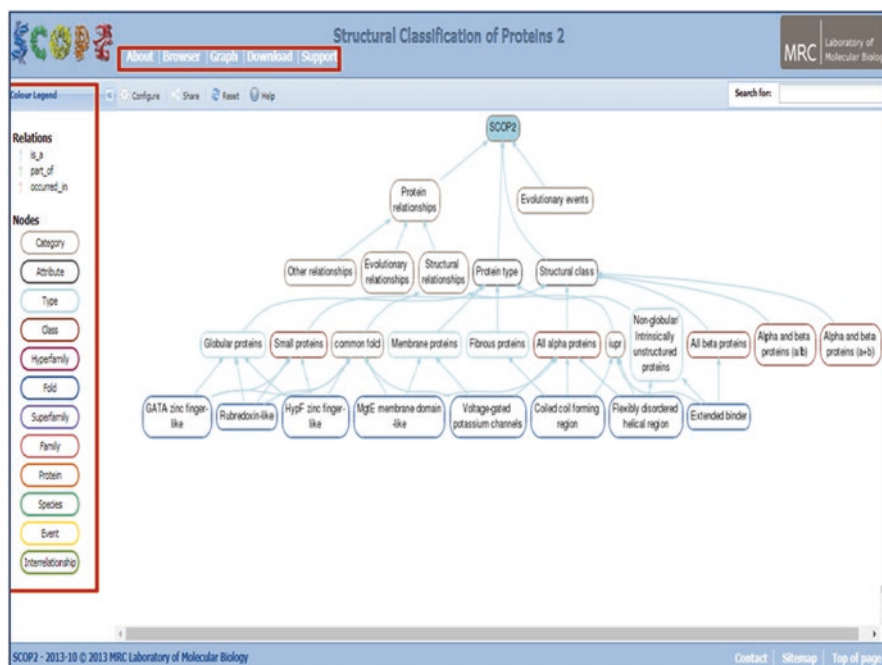 SCOP2
Structural Classification of Proteins 2
About | Browser | Graph | Download | Support
MRC
Laboratory of
Molecular Biology
Colour Legend
Configure
Share
Reset
Help
Search for:
Relations
is_a
part_of
occurred_in
Nodes
Category
Attribute
Type
Class
Hyperfamily
Fold
Superfamily
Family
Protein
Species
Event
Interrelationship
SCOP2
Protein
relationships
Evolutionary events
Other relationships
Evolutionary
relationships
Structural
relationships
Protein type
Structural class
Globular proteins
Small proteins
common fold
Membrane proteins
Fibrous proteins
All alpha proteins
iupr
Non-globular/
Intrinsically
unstructured
proteins
All beta proteins
Alpha and beta
proteins (a/b)
Alpha and beta
proteins (a+b)
GATA zinc finger-
like
Rubredoxin-like
HypF zinc finger-
like
MgtE membrane domain
-like
Voltage-gated
potassium channels
Coiled coil forming
region
Flexibly disordered
helical region
Extended binder
SCOP2 - 2013-10 © 2013 MRC Laboratory of Molecular Biology
Contact | Sitemap | Top of page